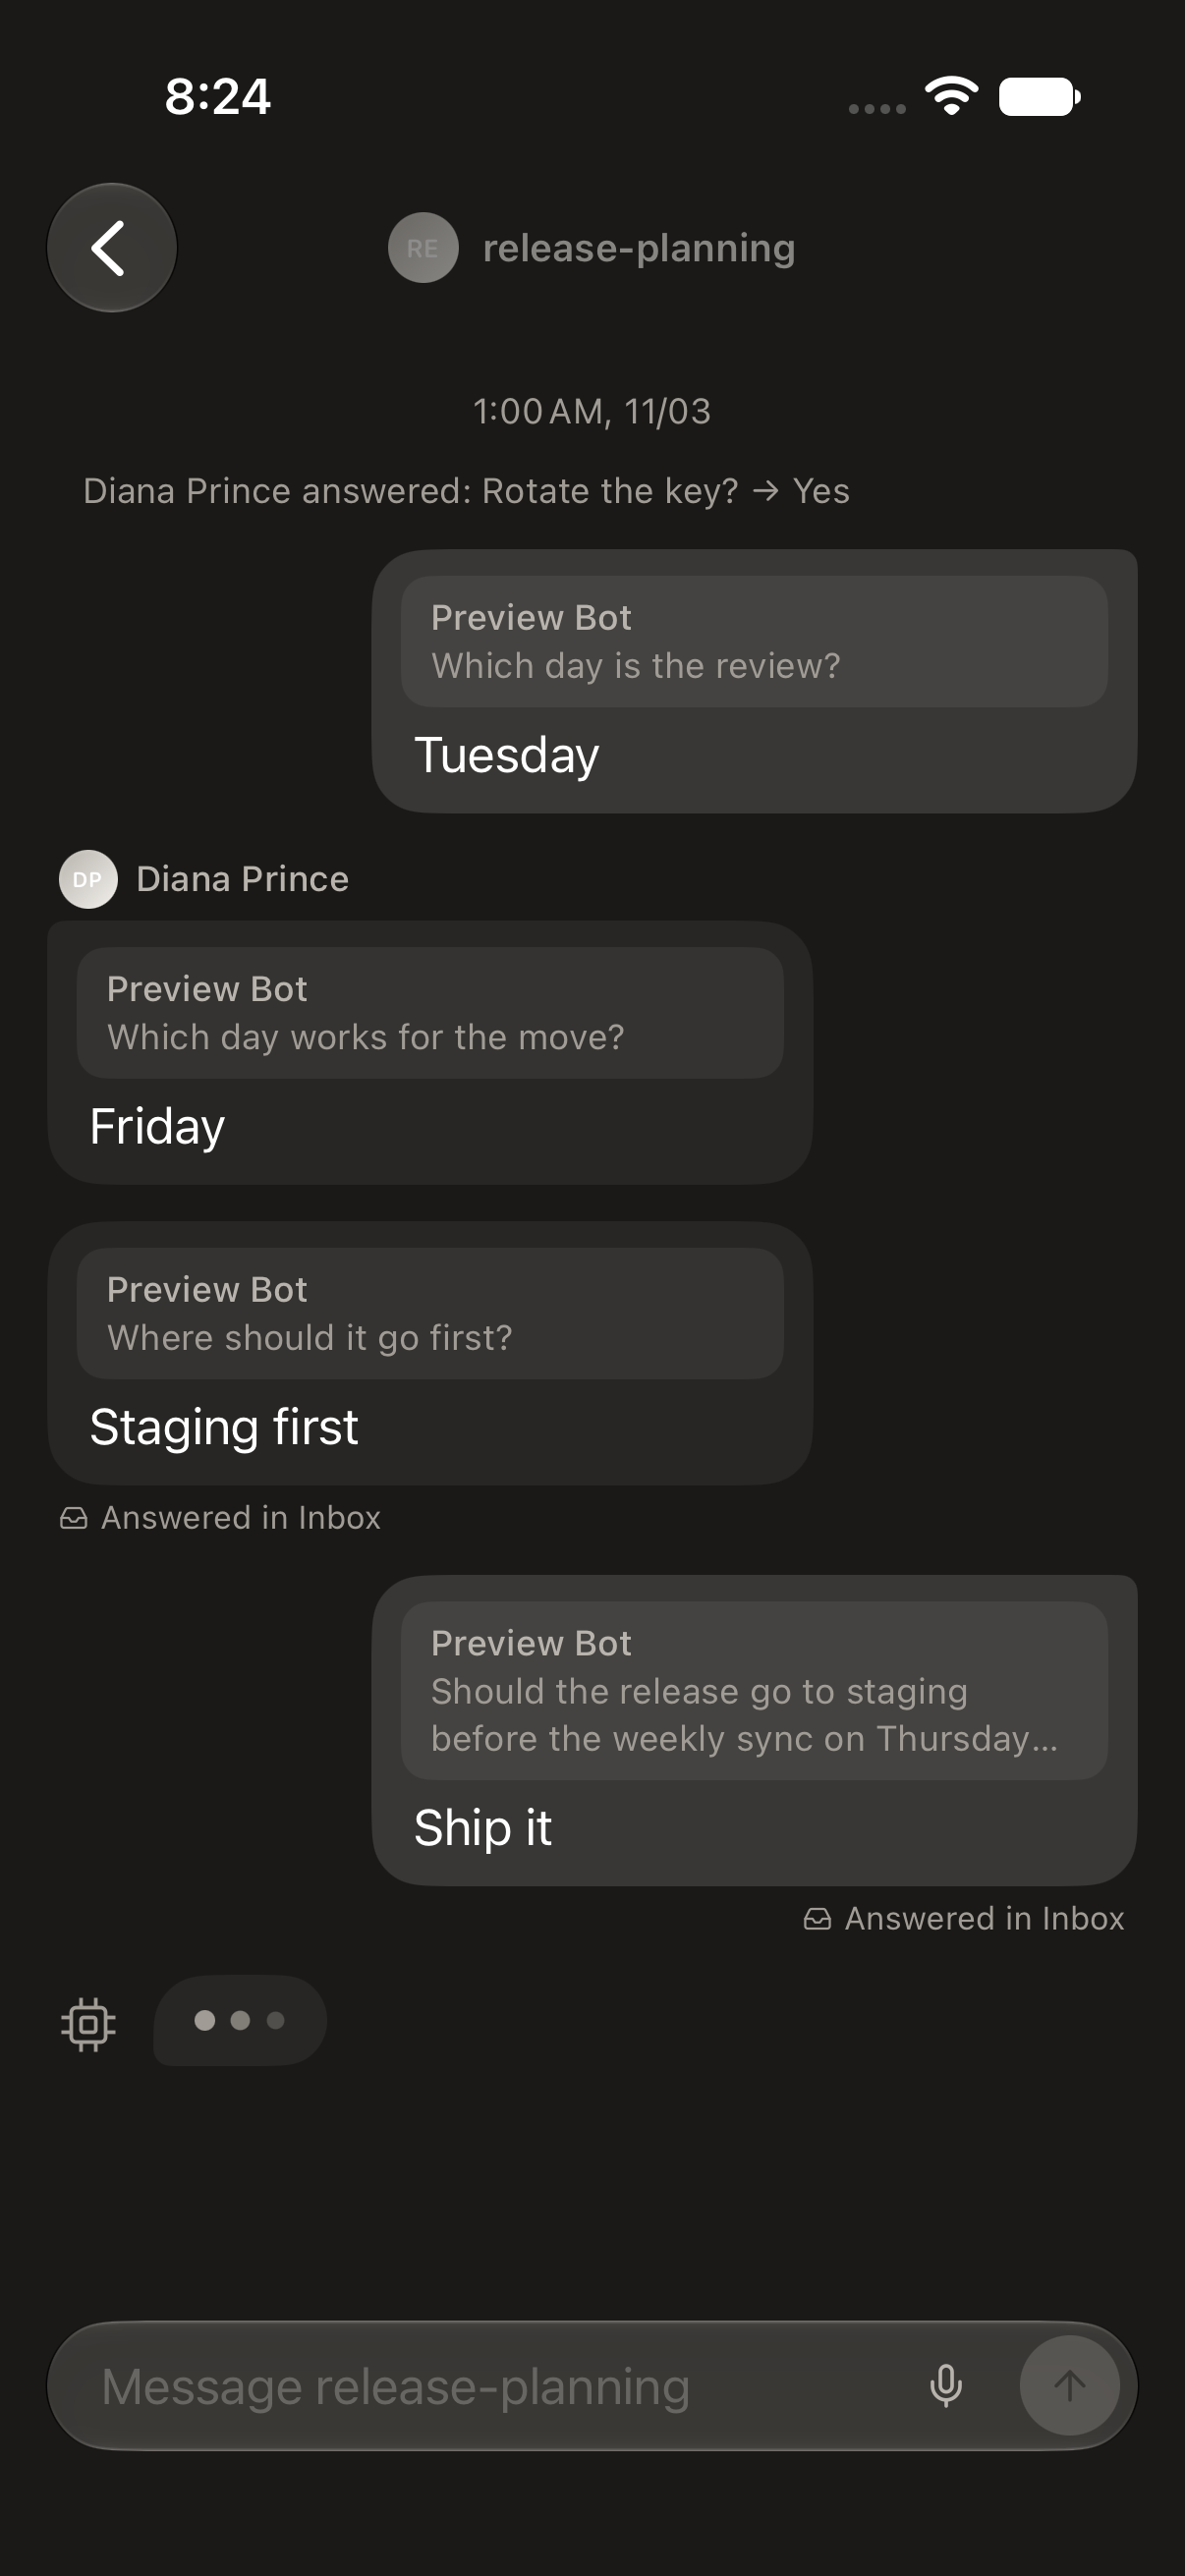 8:24
RE release-planning
1:00 AM, 11/03
Diana Prince answered: Rotate the key? → Yes
Preview Bot
Which day is the review?
Tuesday
DP Diana Prince
Preview Bot
Which day works for the move?
Friday
Preview Bot
Where should it go first?
Staging first
Answered in Inbox
Preview Bot
Should the release go to staging
before the weekly sync on Thursday...
Ship it
Answered in Inbox
Message release-planning